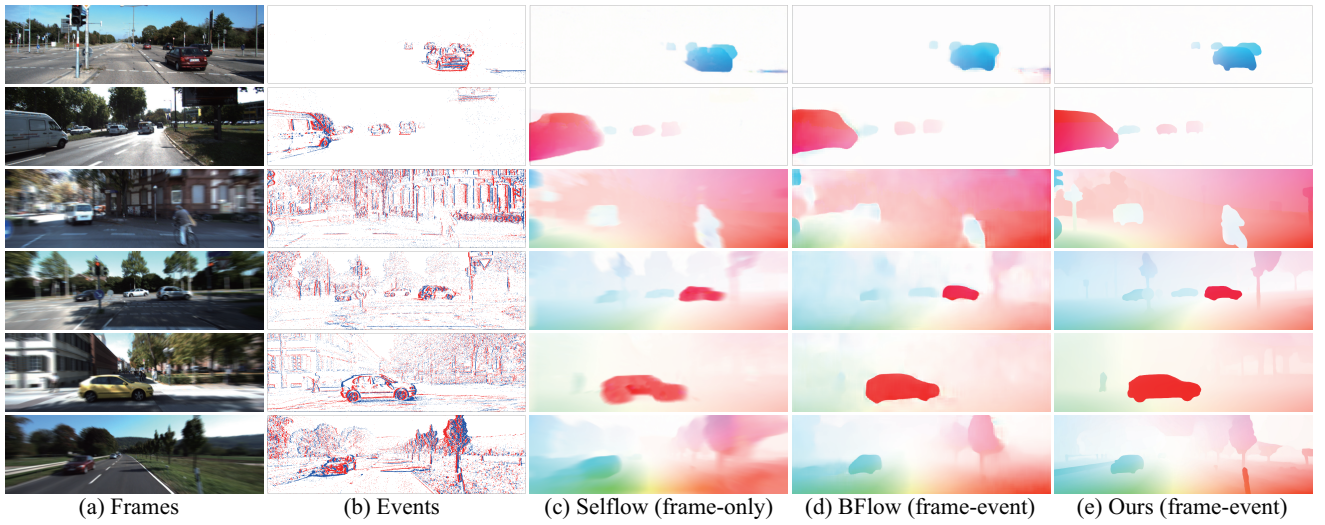 (a) Frames
(b) Events
(c) Selflow (frame-only)
(d) BFlow (frame-event)
(e) Ours (frame-event)